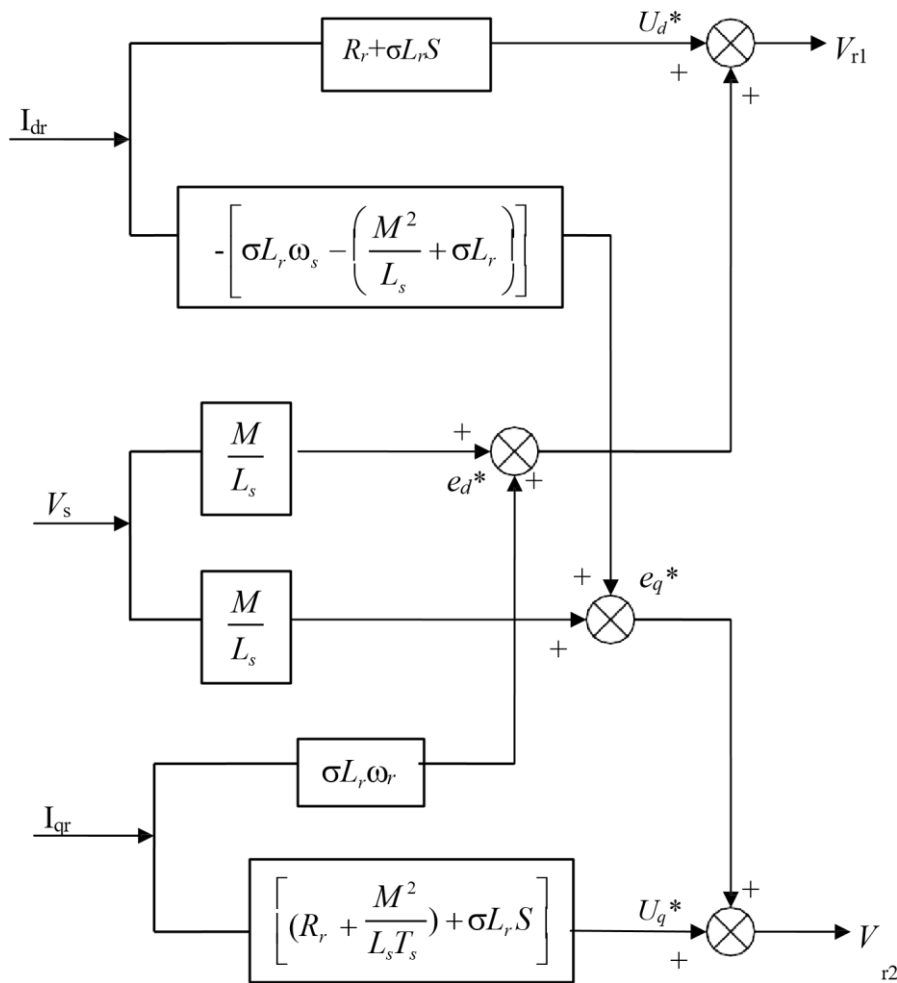 U_d*
R_r+σL_rS
+ +
V_r1
I_dr
-[σL_rω_s − (M²/L_s + σL_r)]
M/L_s
+
e_d* +
V_s
M/L_s
+ e_q*
+
σL_rω_r
I_qr
[(R_r + M²/(L_sT_s)) + σL_rS]
U_q* +
+
V_r2